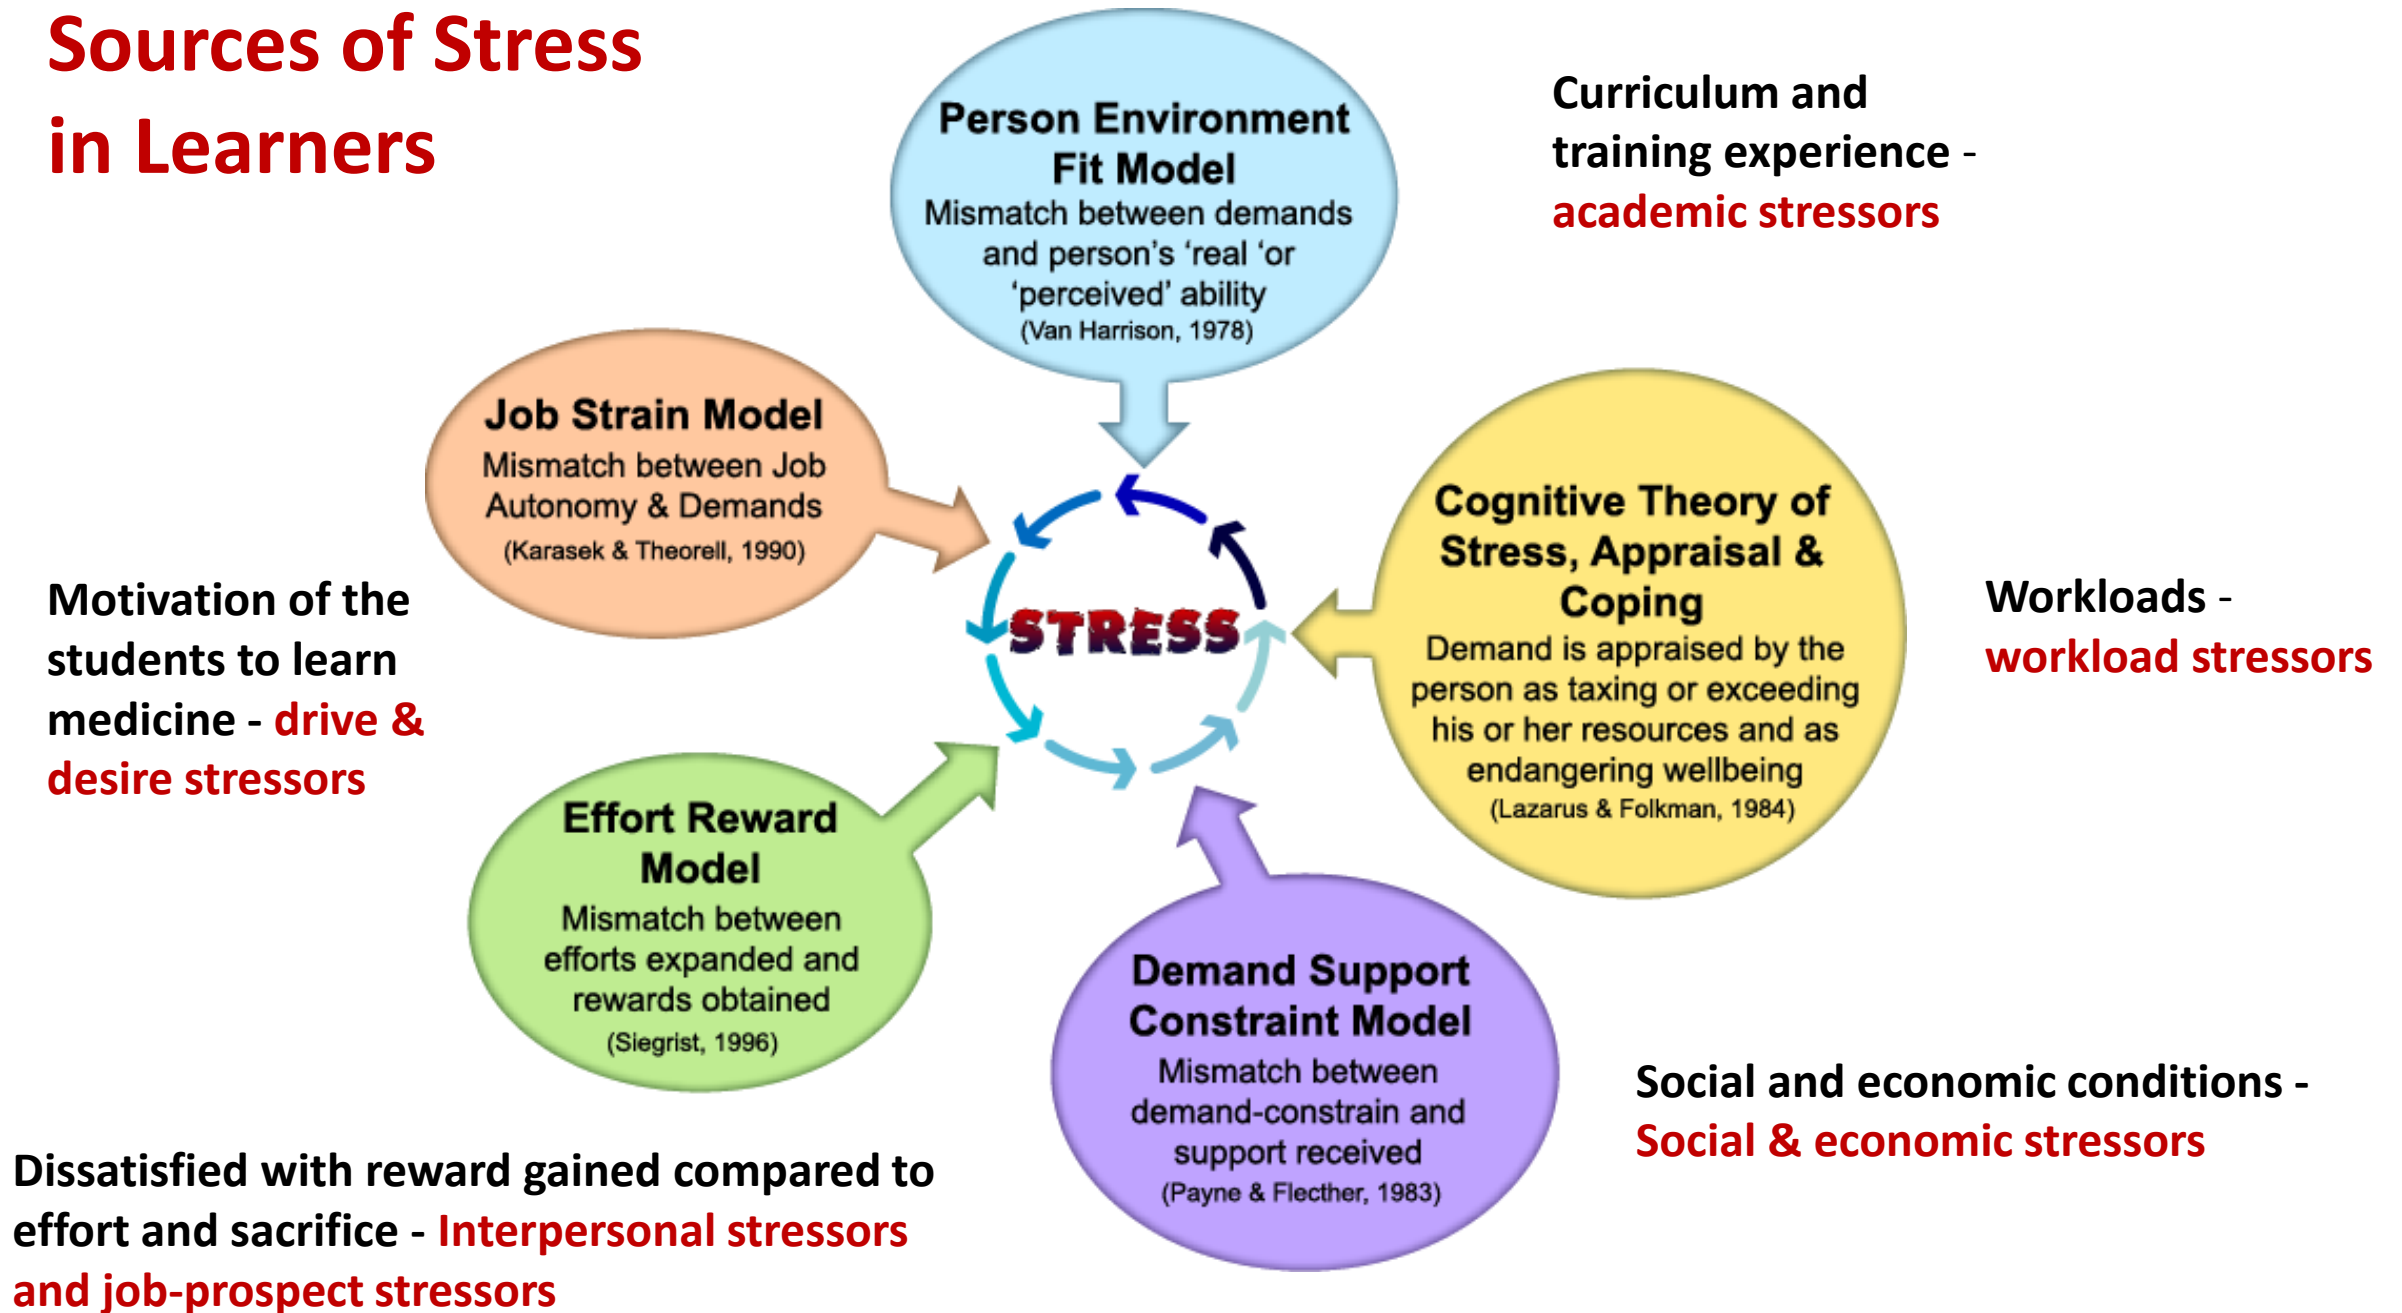 Sources of Stress
in Learners
Person Environment
Fit Model
Mismatch between demands
and person's 'real 'or
'perceived' ability
(Van Harrison, 1978)
Curriculum and
training experience -
academic stressors
Job Strain Model
Mismatch between Job
Autonomy & Demands
(Karasek & Theorell, 1990)
Cognitive Theory of
Stress, Appraisal &
Coping
Demand is appraised by the
person as taxing or exceeding
his or her resources and as
endangering wellbeing
(Lazarus & Folkman, 1984)
STRESS
Motivation of the
students to learn
medicine - drive &
desire stressors
Workloads -
workload stressors
Effort Reward
Model
Mismatch between
efforts expanded and
rewards obtained
(Siegrist, 1996)
Demand Support
Constraint Model
Mismatch between
demand-constrain and
support received
(Payne & Flecther, 1983)
Social and economic conditions -
Social & economic stressors
Dissatisfied with reward gained compared to
effort and sacrifice - Interpersonal stressors
and job-prospect stressors